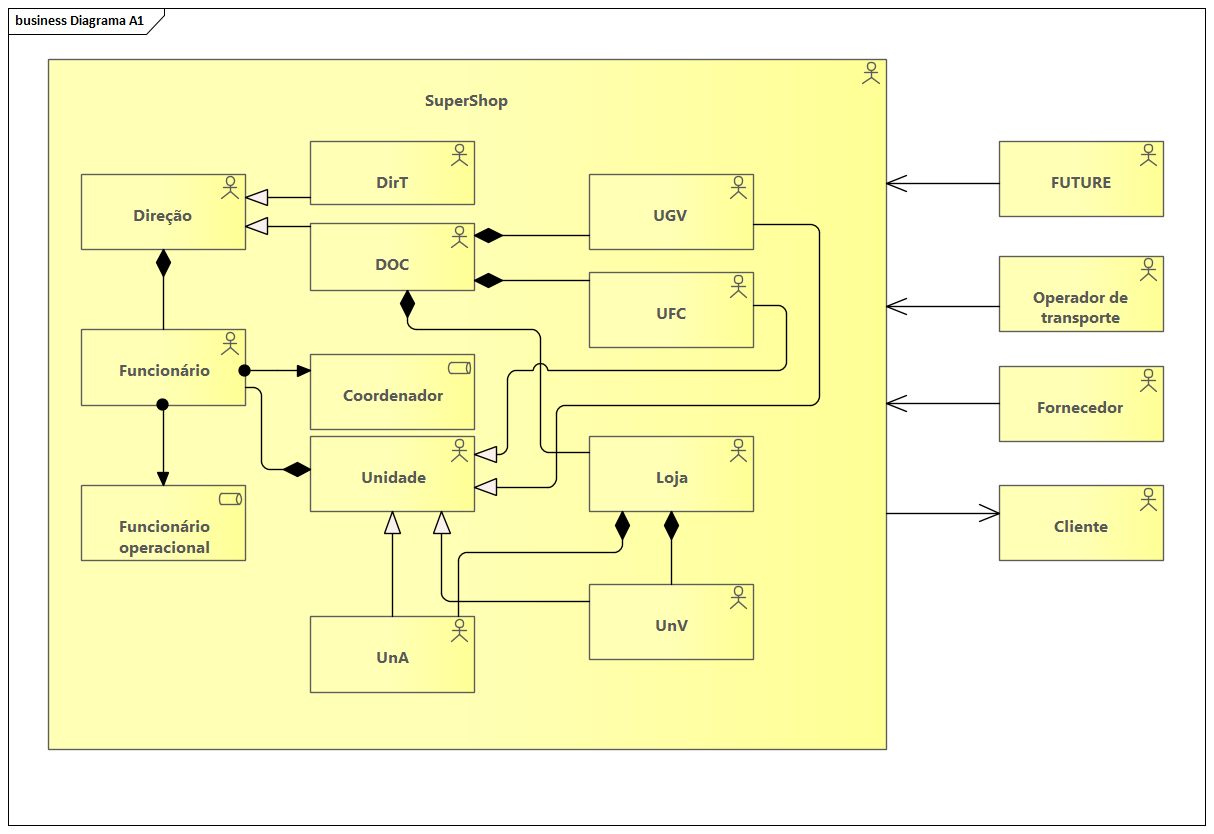 business Diagrama A1
SuperShop
DirT
Direção
UGV
FUTURE
DOC
UFC
Operador de
transporte
Funcionário
Coordenador
Fornecedor
Unidade
Loja
Funcionário
operacional
Cliente
UnV
UnA